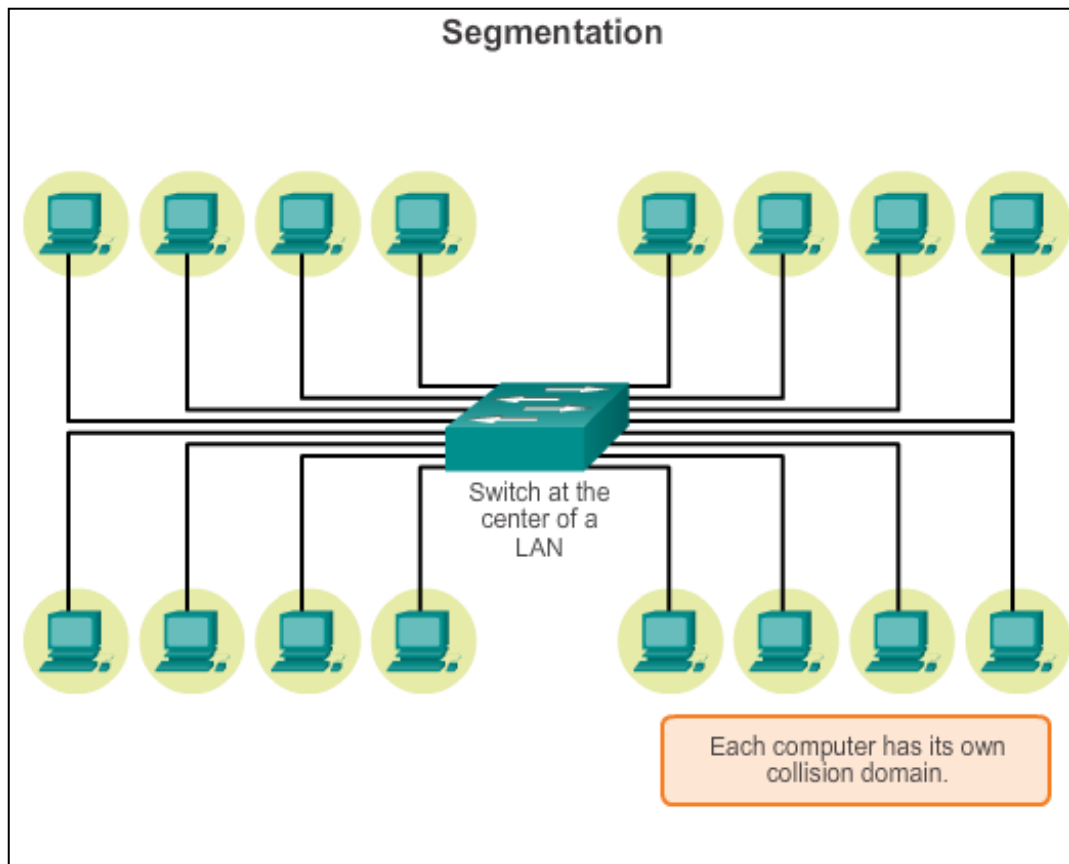 Segmentation
Switch at the
center of a
LAN
Each computer has its own
collision domain.